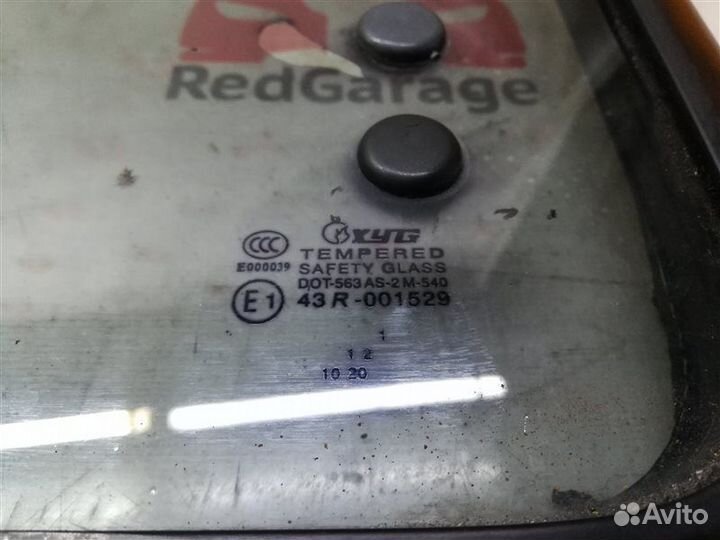 RedGarage
CCC
E000039
XYG
TEMPERED
SAFETY GLASS
DOT-563 AS-2 M-540
E1
43R-001529
1
1 2
10 20
Avito